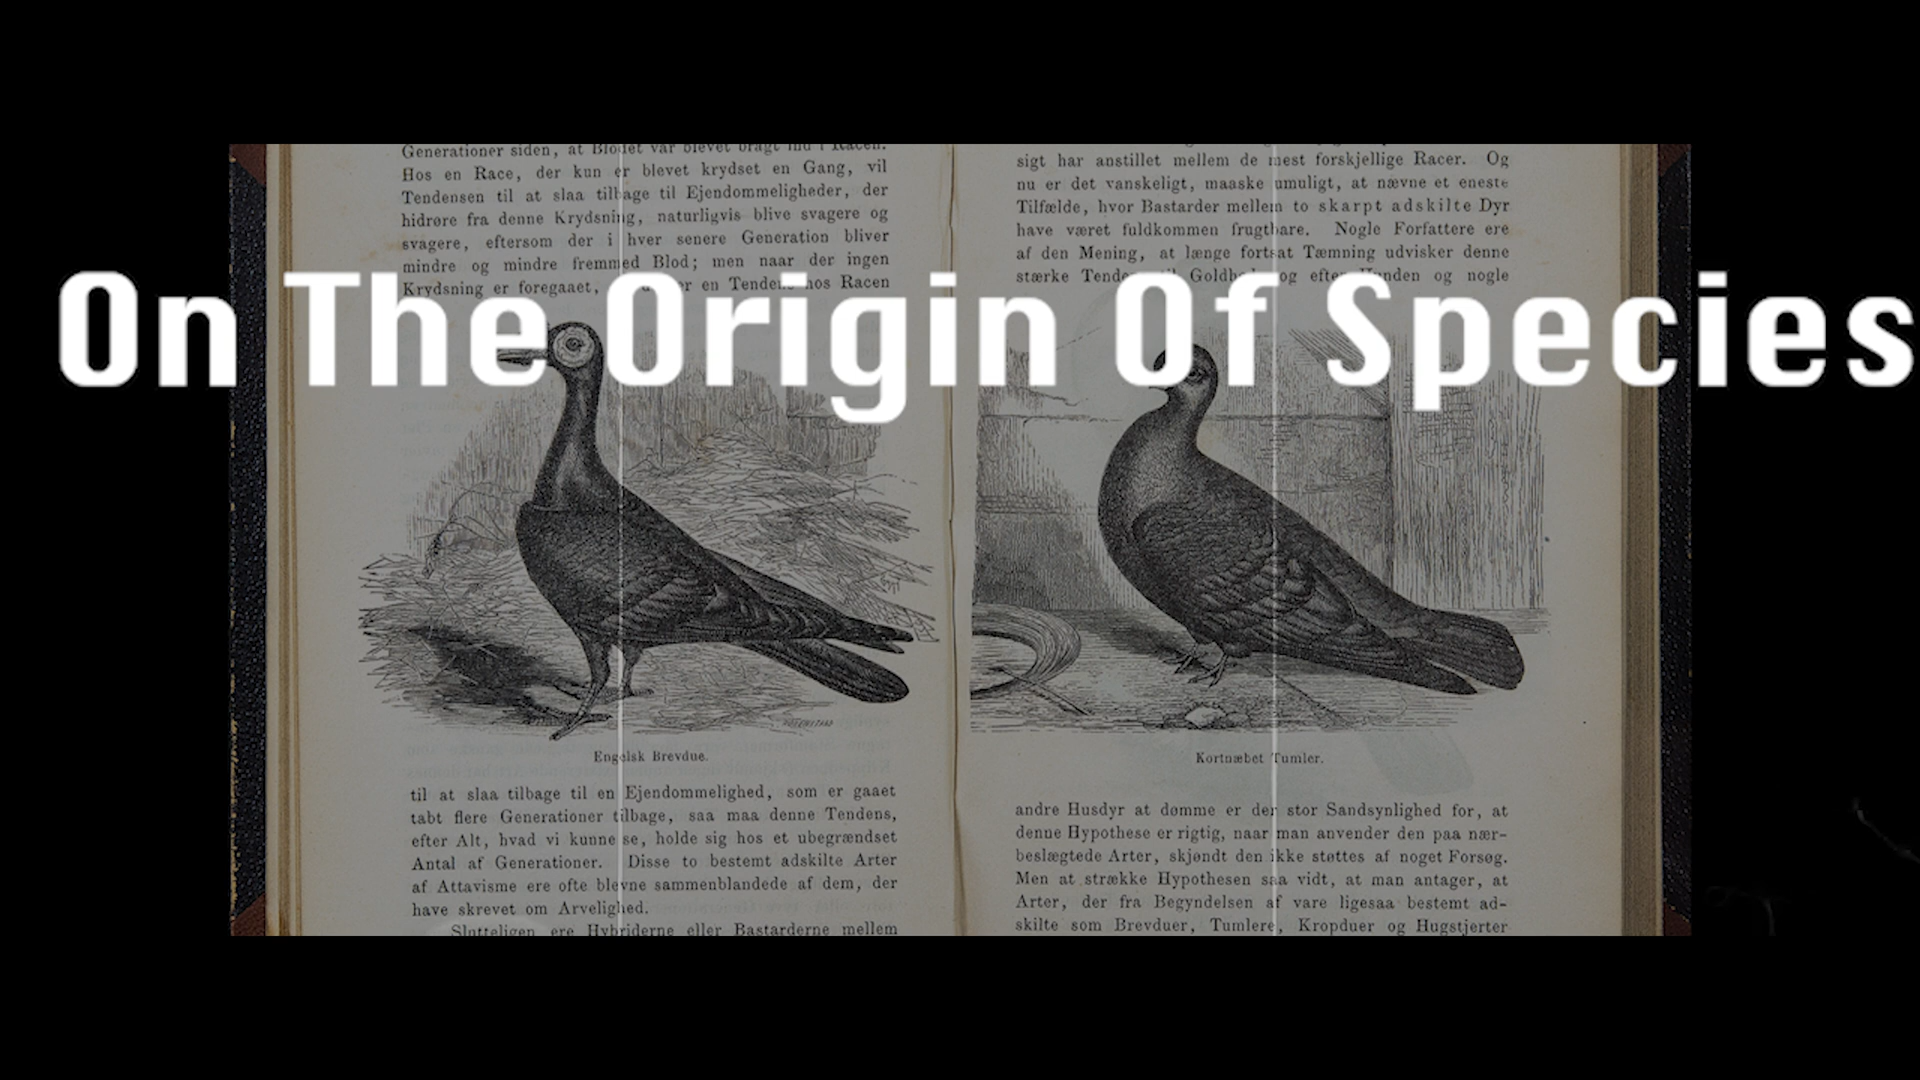 On The Origin Of Species
Generationer siden, at Blodet var blevet bragt ind i Racen.
Hos en Race, der kun er blevet krydset en Gang, vil
Tendensen til at slaa tilbage til Ejendommeligheder, der
hidrøre fra denne Krydsning, naturligvis blive svagere og
svagere, eftersom der i hver senere Generation bliver
mindre og mindre fremmed Blod; men naar der ingen
Krydsning er foregaaet, er en Tendens hos Racen
Engelsk Brevdue.
til at slaa tilbage til en Ejendommelighed, som er gaaet
tabt flere Generationer tilbage, saa maa denne Tendens,
efter Alt, hvad vi kunne se, holde sig hos et ubegrændset
Antal af Generationer. Disse to bestemt adskilte Arter
af Attavisme ere ofte blevne sammenblandede af dem, der
have skrevet om Arvelighed.
Slutteligen ere Hybriderne eller Bastarderne mellem
sigt har anstillet mellem de mest forskjellige Racer. Og
nu er det vanskeligt, maaske umuligt, at nævne et eneste
Tilfælde, hvor Bastarder mellem to skarpt adskilte Dyr
have været fuldkommen frugtbare. Nogle Forfattere ere
af den Mening, at længe fortsat Tæmning udvisker denne
stærke og efter Hunden og nogle
Kortnæbet Tumler.
andre Husdyr at dømme er der stor Sandsynlighed for, at
denne Hypothese er rigtig, naar man anvender den paa nær-
beslægtede Arter, skjøndt den ikke støttes af noget Forsøg.
Men at strække Hypothesen saa vidt, at man antager, at
Arter, der fra Begyndelsen af vare ligesaa bestemt ad-
skilte som Brevduer, Tumlere, Kropduer og Hugstjerter